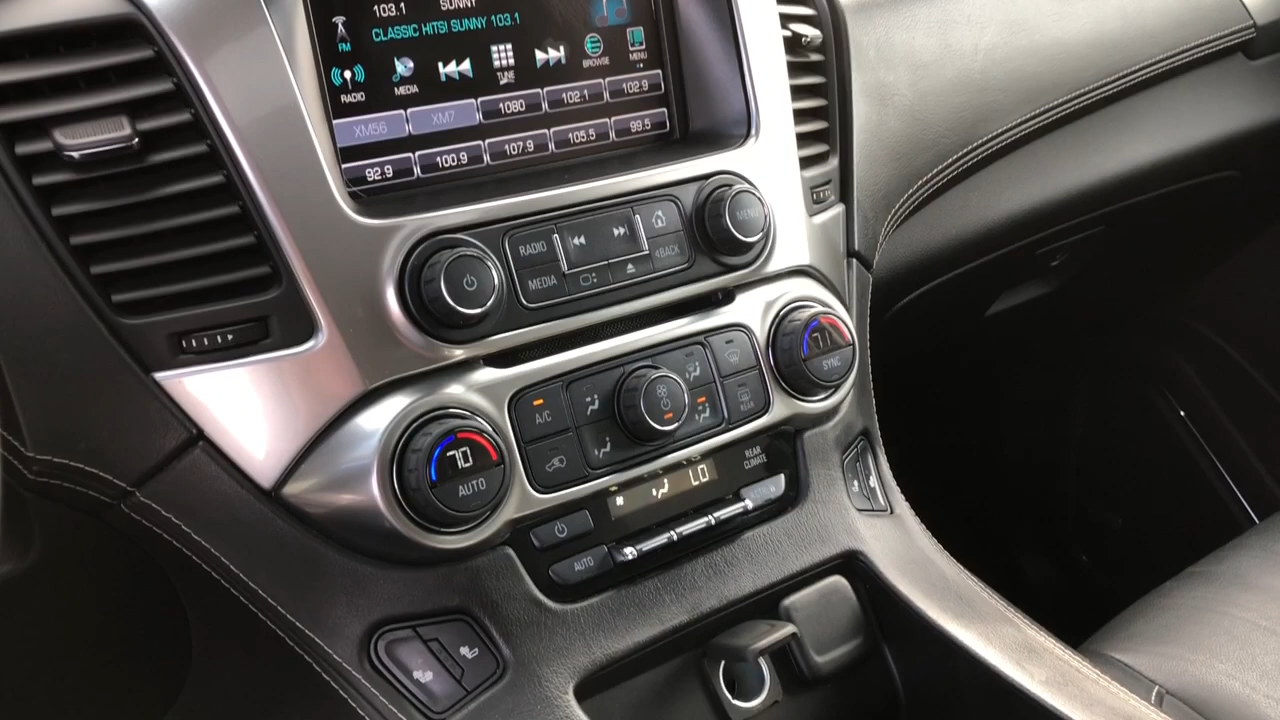 103.1 SUNNY
CLASSIC HITS! SUNNY 103.1
FM
RADIO
MEDIA
TUNE
BROWSE
MENU
XM56 XM7 1080 102.1 102.9
92.9 100.9 107.9 105.5 99.5
RADIO
MEDIA
BACK
MENU
A/C
REAR
70
AUTO
77
SYNC
REAR
CLIMATE
LO
AUTO